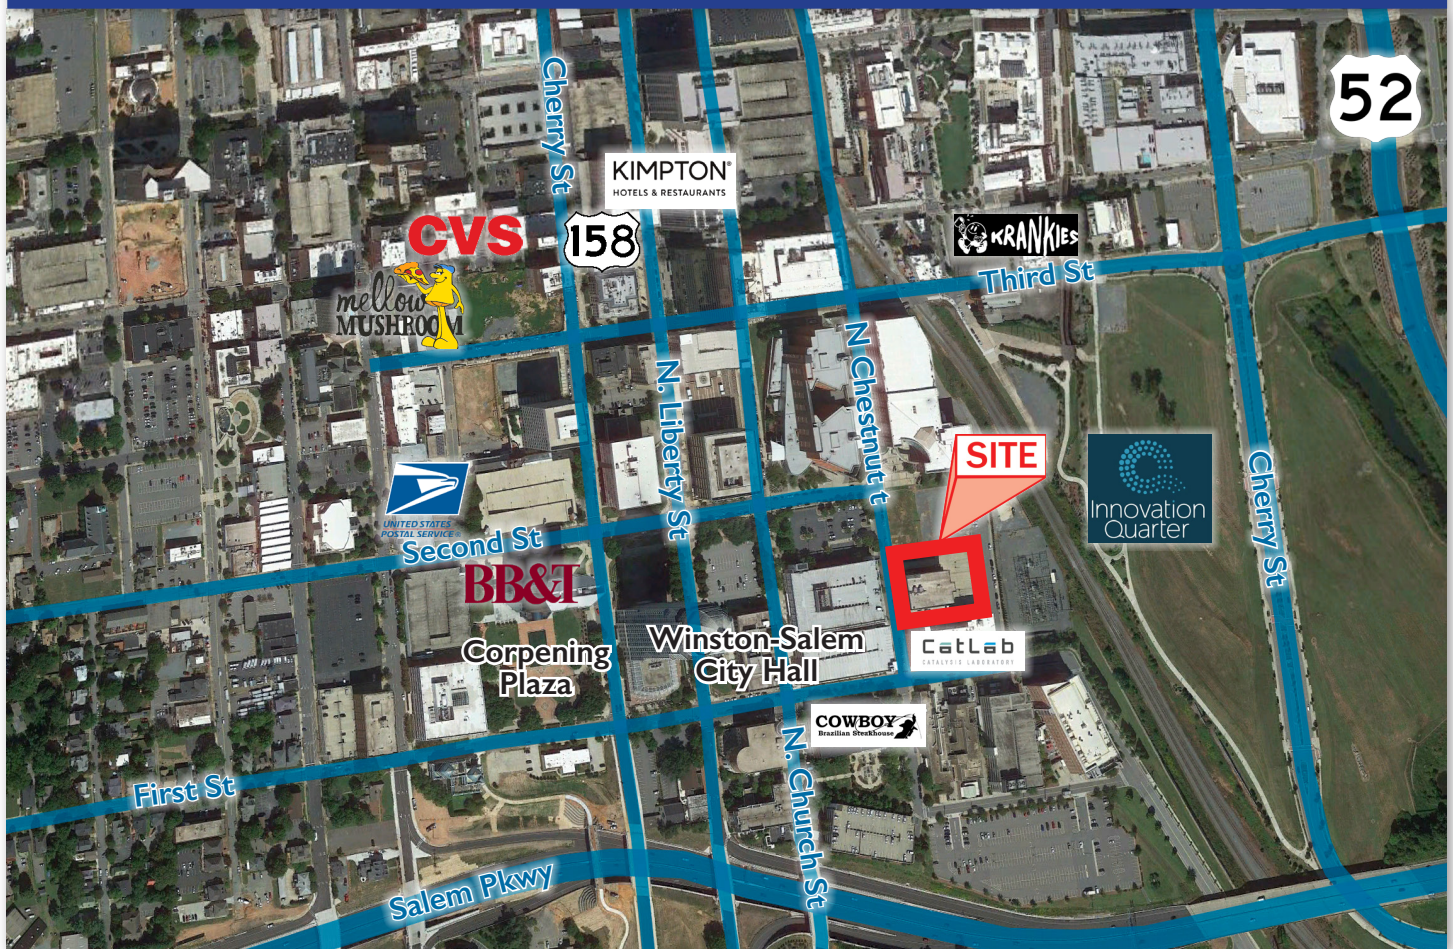 52
Cherry St
KIMPTON®
HOTELS & RESTAURANTS
CVS
158
KRANKIES
Third St
mellow
MUSHROOM
N Chestnut t
N. Liberty St
SITE
Innovation
Quarter
Cherry St
UNITED STATES
POSTAL SERVICE®
Second St
BB&T
Corpening
Plaza
Winston-Salem
City Hall
CatLab
CATALYSIS LABORATORY
COWBOY
Brazilian Steakhouse
N. Church St
First St
Salem Pkwy